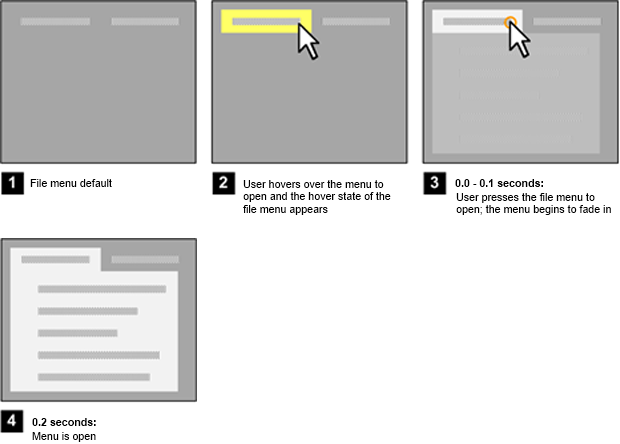 1 File menu default
2 User hovers over the menu to
open and the hover state of the
file menu appears
3 0.0 - 0.1 seconds:
User presses the file menu to
open; the menu begins to fade in
4 0.2 seconds:
Menu is open